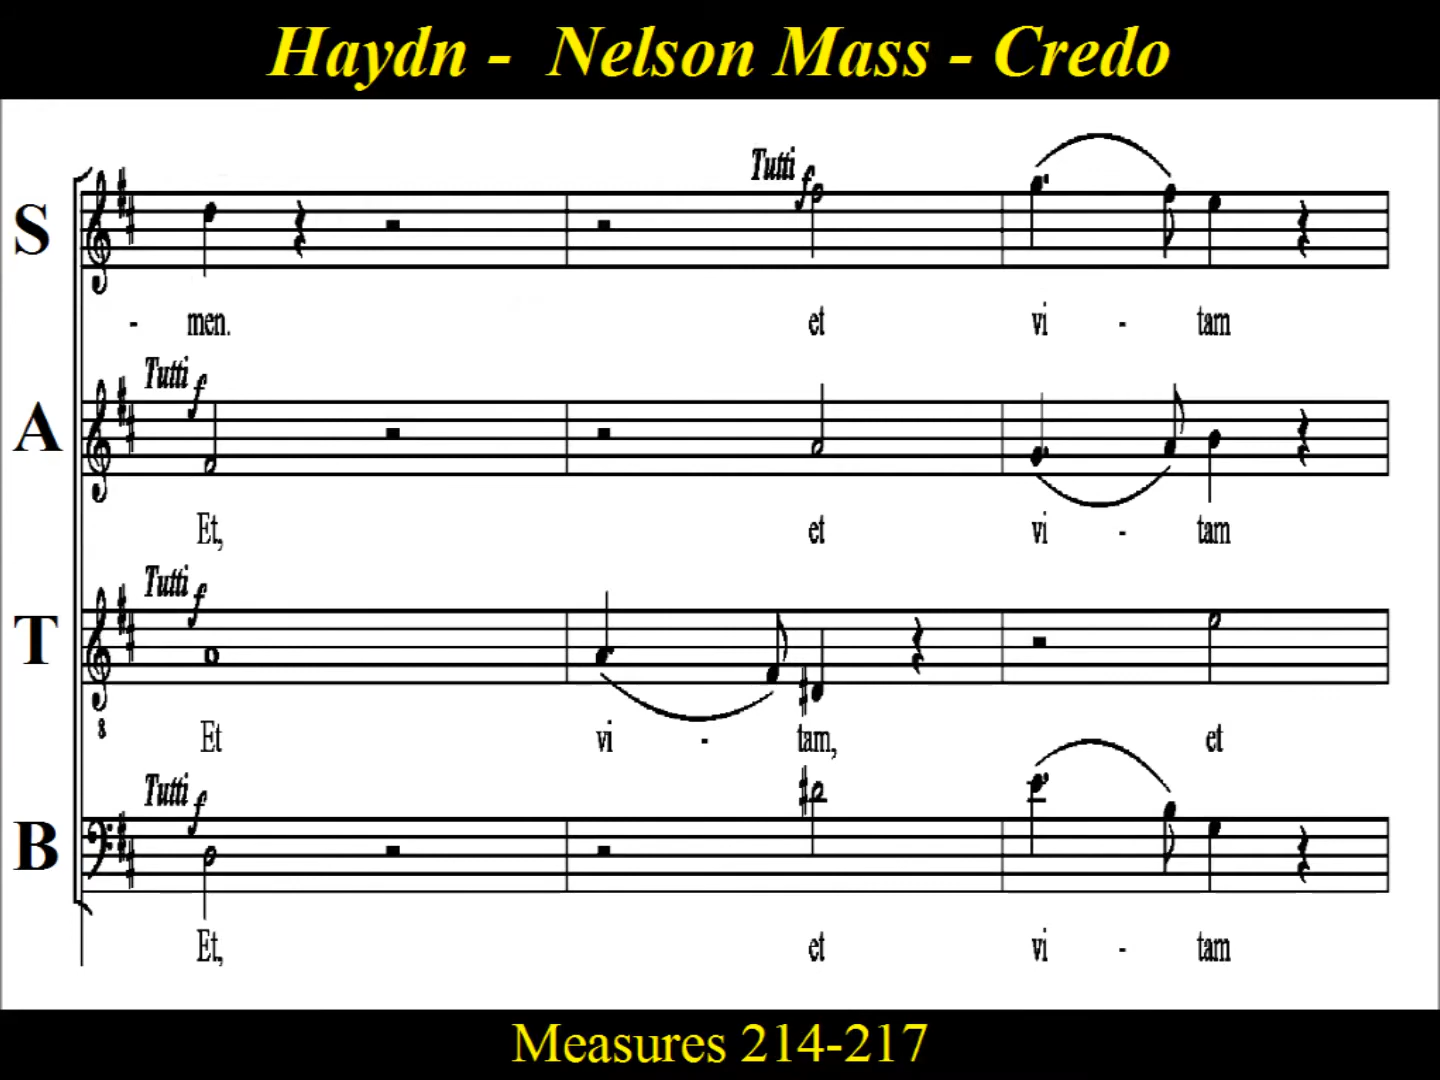 Haydn - Nelson Mass - Credo
Tutti f
S
- men. et vi - tam
Tutti f
A
Et, et vi - tam
Tutti f
T
8
Et vi - tam, et
Tutti f
B
Et, et vi - tam
Measures 214-217